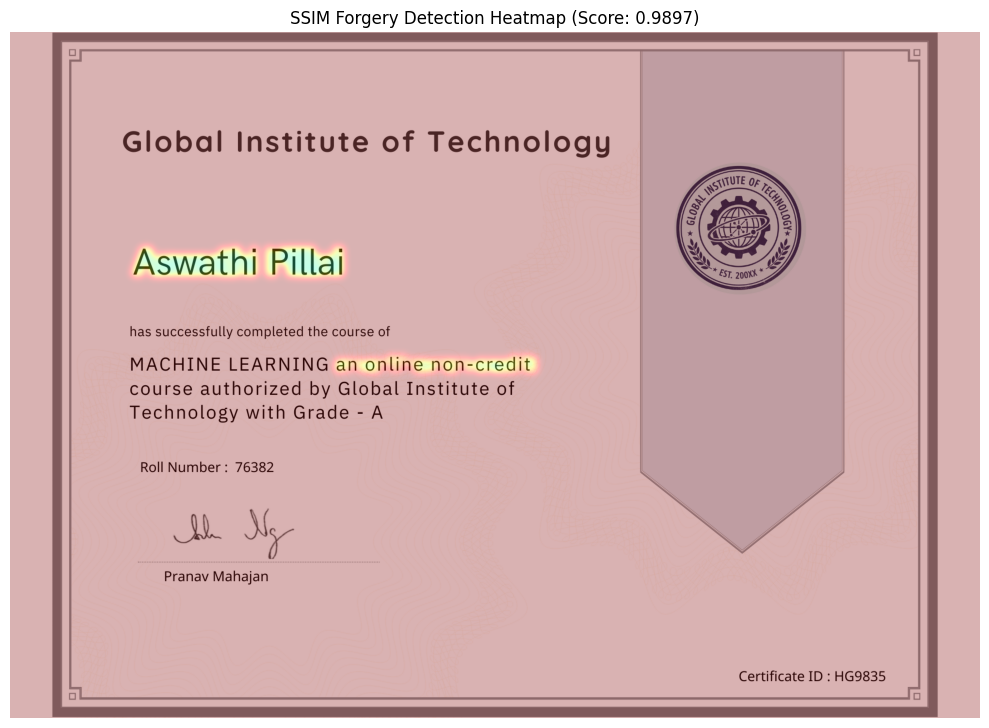 SSIM Forgery Detection Heatmap (Score: 0.9897)
Global Institute of Technology
GLOBAL INSTITUTE OF TECHNOLOGY
EST. 200XX
Aswathi Pillai
has successfully completed the course of
MACHINE LEARNING an online non-credit
course authorized by Global Institute of
Technology with Grade - A
Roll Number : 76382
Pranav Mahajan
Certificate ID : HG9835